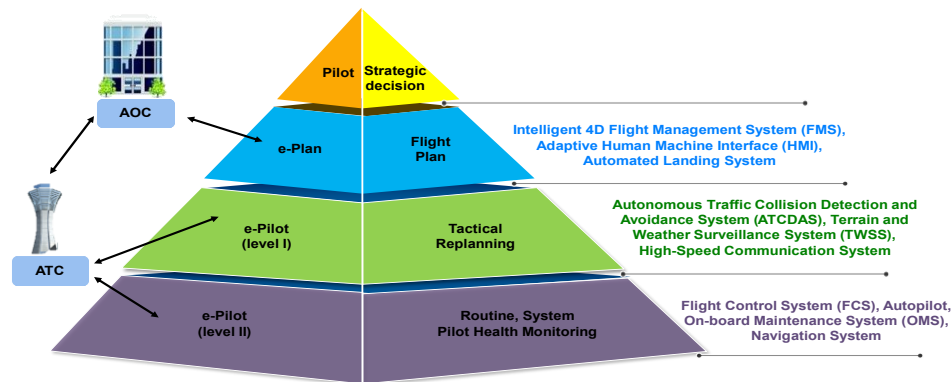 Pilot
Strategic
decision
AOC
e-Plan
Flight
Plan
Intelligent 4D Flight Management System (FMS),
Adaptive Human Machine Interface (HMI),
Automated Landing System
ATC
e-Pilot
(level I)
Tactical
Replanning
Autonomous Traffic Collision Detection and
Avoidance System (ATCDAS), Terrain and
Weather Surveillance System (TWSS),
High-Speed Communication System
e-Pilot
(level II)
Routine, System
Pilot Health Monitoring
Flight Control System (FCS), Autopilot,
On-board Maintenance System (OMS),
Navigation System